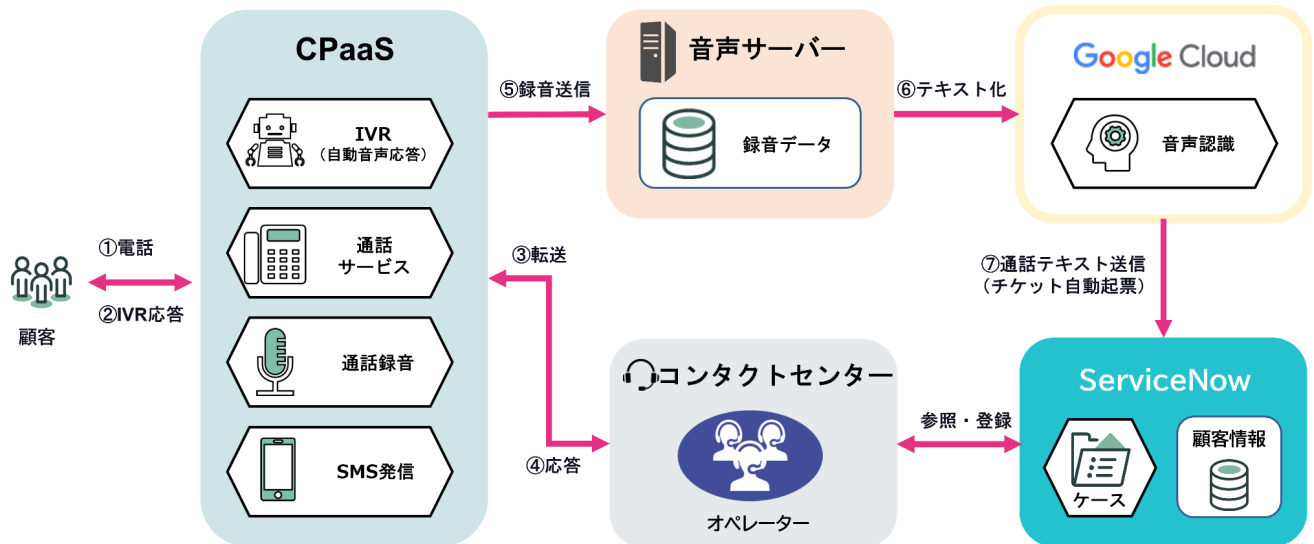 CPaaS
IVR
（自動音声応答）
通話
サービス
通話録音
SMS発信
①電話
②IVR応答
顧客
⑤録音送信
音声サーバー
録音データ
⑥テキスト化
Google Cloud
音声認識
③転送
④応答
コンタクトセンター
オペレーター
⑦通話テキスト送信
（チケット自動起票）
参照・登録
ServiceNow
ケース
顧客情報